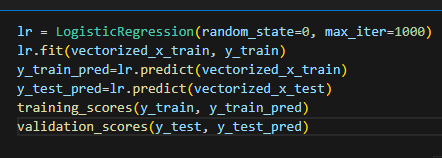 lr = LogisticRegression(random_state=0, max_iter=1000)
lr.fit(vectorized_x_train, y_train)
y_train_pred=lr.predict(vectorized_x_train)
y_test_pred=lr.predict(vectorized_x_test)
training_scores(y_train, y_train_pred)
validation_scores(y_test, y_test_pred)